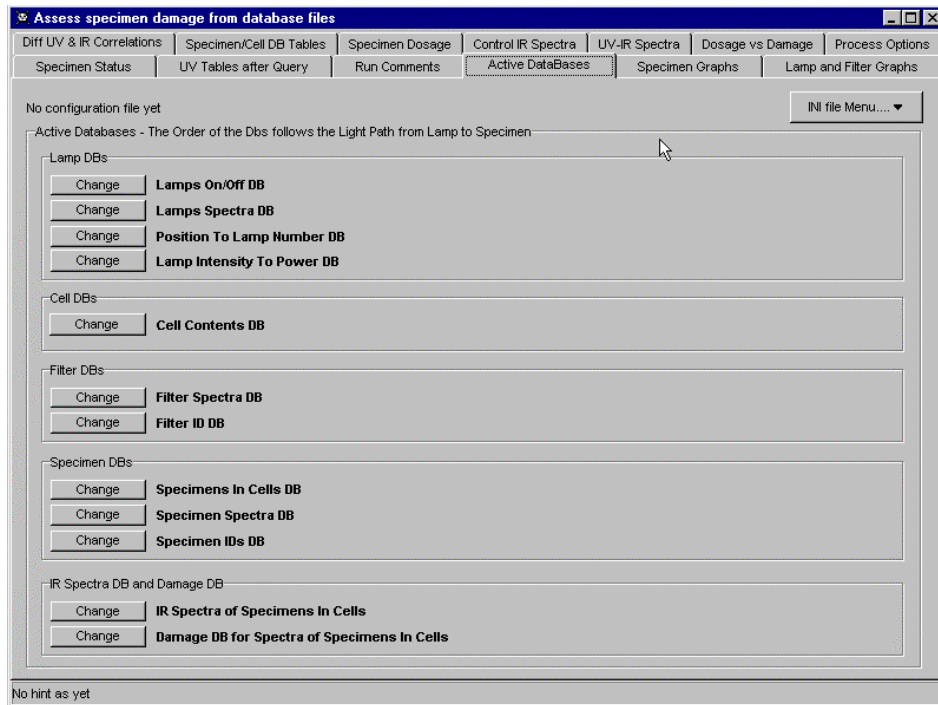 Assess specimen damage from database files
Diff UV & IR Correlations Specimen/Cell DB Tables Specimen Dosage Control IR Spectra UV-IR Spectra Dosage vs Damage Process Options
Specimen Status UV Tables after Query Run Comments Active DataBases Specimen Graphs Lamp and Filter Graphs
No configuration file yet
INI file Menu....
Active Databases - The Order of the Dbs follows the Light Path from Lamp to Specimen
Lamp DBs
Change Lamps On/Off DB
Change Lamps Spectra DB
Change Position To Lamp Number DB
Change Lamp Intensity To Power DB
Cell DBs
Change Cell Contents DB
Filter DBs
Change Filter Spectra DB
Change Filter ID DB
Specimen DBs
Change Specimens In Cells DB
Change Specimen Spectra DB
Change Specimen IDs DB
IR Spectra DB and Damage DB
Change IR Spectra of Specimens In Cells
Change Damage DB for Spectra of Specimens In Cells
No hint as yet